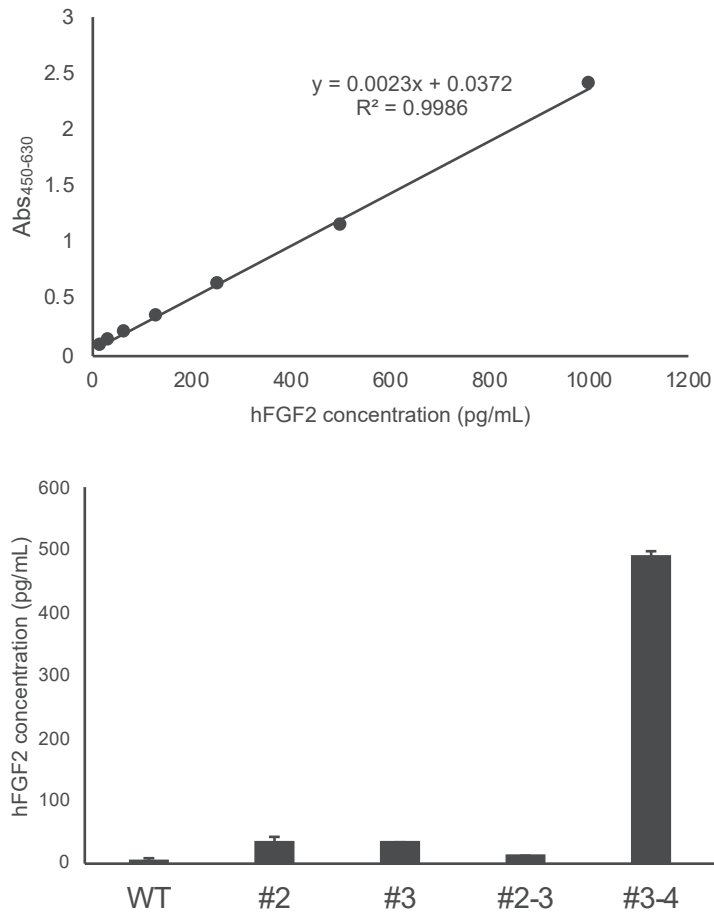 3
2.5
2
1.5
1
0.5
0
Abs450-630
y = 0.0023x + 0.0372
R² = 0.9986
0 200 400 600 800 1000 1200
hFGF2 concentration (pg/mL)
600
500
400
300
200
100
0
hFGF2 concentration (pg/mL)
WT #2 #3 #2-3 #3-4